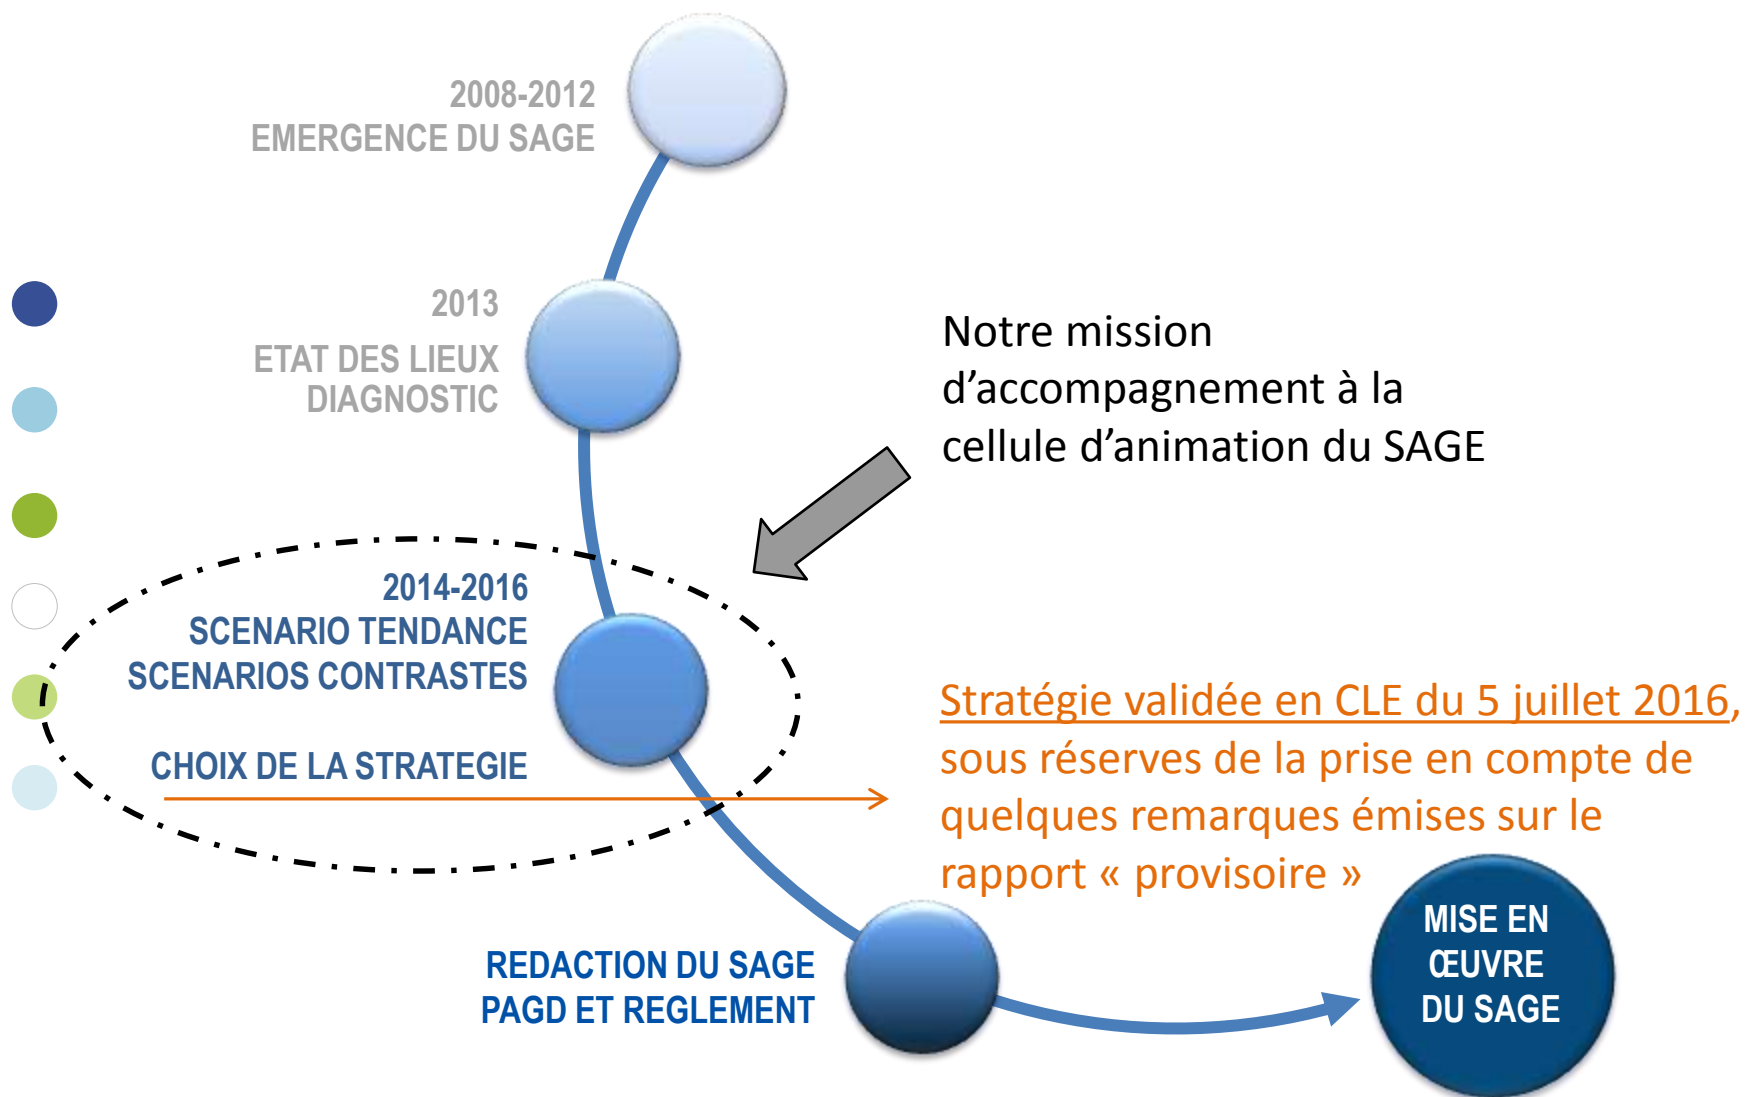 2008-2012
EMERGENCE DU SAGE
2013
ETAT DES LIEUX
DIAGNOSTIC
Notre mission
d’accompagnement à la
cellule d’animation du SAGE
2014-2016
SCENARIO TENDANCE
SCENARIOS CONTRASTES
CHOIX DE LA STRATEGIE
Stratégie validée en CLE du 5 juillet 2016,
sous réserves de la prise en compte de
quelques remarques émises sur le
rapport « provisoire »
REDACTION DU SAGE
PAGD ET REGLEMENT
MISE EN
ŒUVRE
DU SAGE